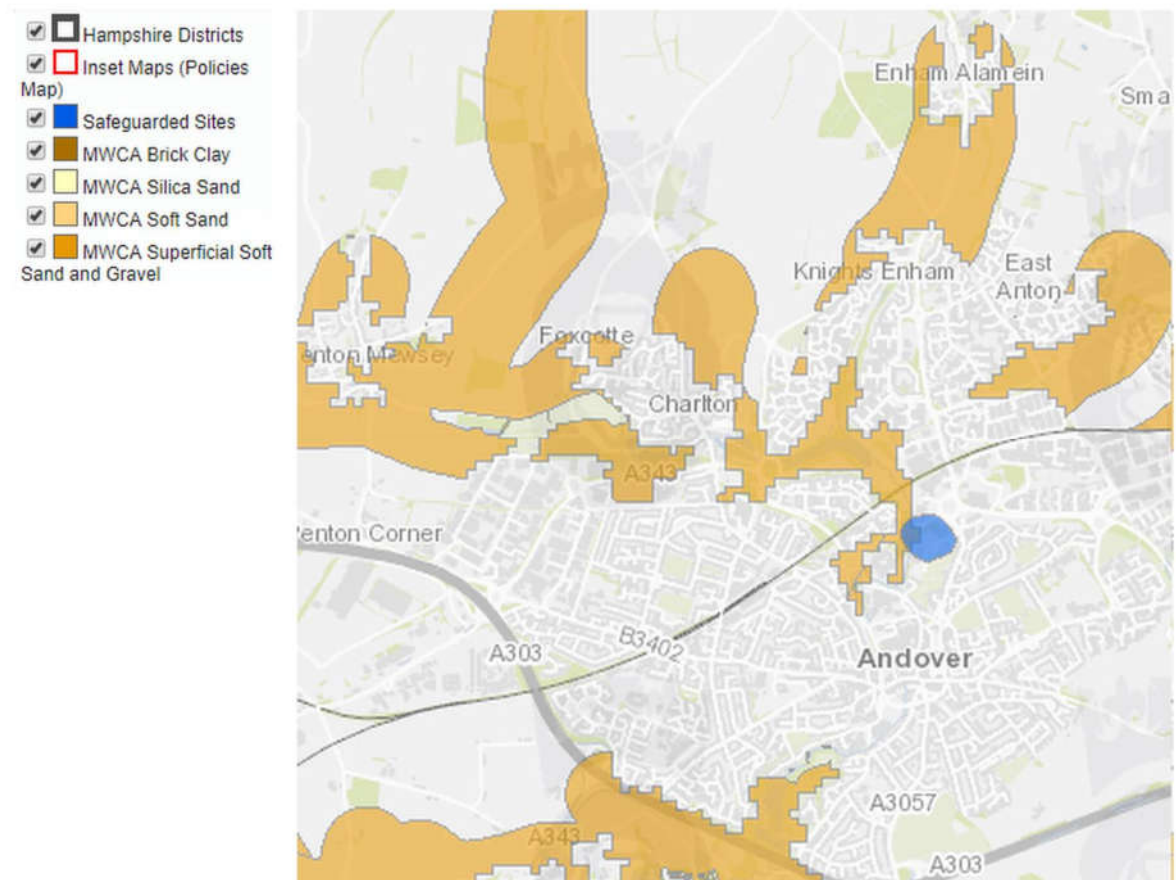 Hampshire Districts
Inset Maps (Policies
Map)
Safeguarded Sites
MWCA Brick Clay
MWCA Silica Sand
MWCA Soft Sand
MWCA Superficial Soft
Sand and Gravel
Enham Alamein
Sma
Knights Enham
East
Anton
Foxcotte
enton Mewsey
Charlton
A343
enton Corner
B3402
A303
Andover
A3057
A343
A303